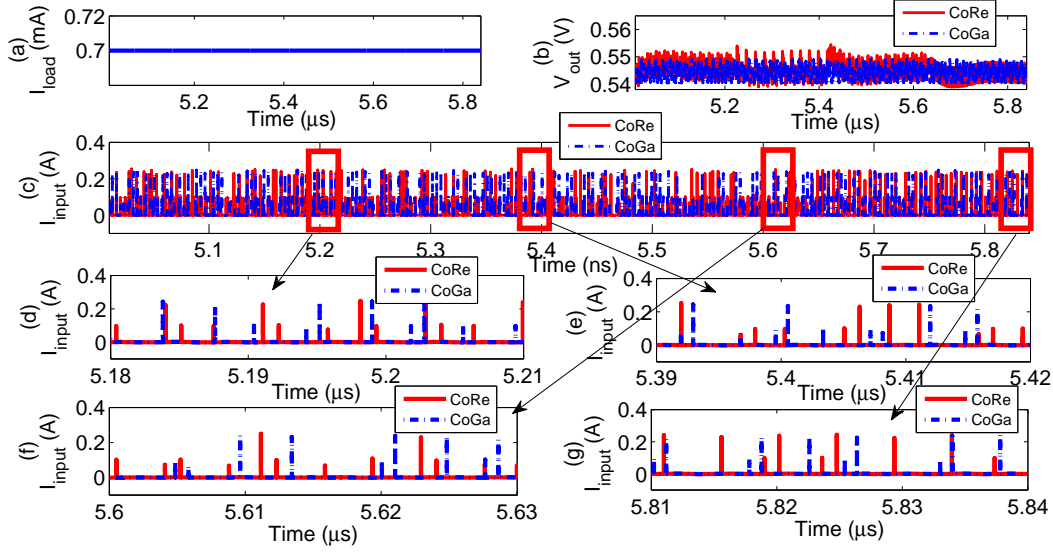 (a)
I_load (mA)
0.72
0.7
5.2 5.4 5.6 5.8
Time (μs)
(b)
V_out (V)
0.56
0.55
0.54
5.2 5.4 5.6 5.8
Time (μs)
CoRe
CoGa
(c)
I_input (A)
0.4
0.2
0
5.1 5.2 5.3 5.4 5.5 5.6 5.7 5.8
Time (ns)
CoRe
CoGa
(d)
I_input (A)
0.4
0.2
0
5.18 5.19 5.2 5.21
Time (μs)
CoRe
CoGa
(e)
I_input (A)
0.4
0.2
0
5.39 5.4 5.41 5.42
Time (μs)
CoRe
CoGa
(f)
I_input (A)
0.4
0.2
0
5.6 5.61 5.62 5.63
Time (μs)
CoRe
CoGa
(g)
I_input (A)
0.4
0.2
0
5.81 5.82 5.83 5.84
Time (μs)
CoRe
CoGa